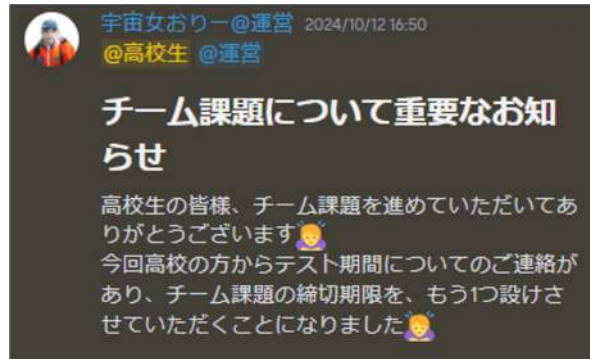 宇宙女おりー@運営 2024/10/12 16:50
@高校生 @運営
チーム課題について重要なお知
らせ
高校生の皆様、チーム課題を進めていただいてあ
りがとうございます🙇
今回高校の方からテスト期間についてのご連絡が
あり、チーム課題の締切期限を、もう1つ設けさ
せていただくことになりました🙇